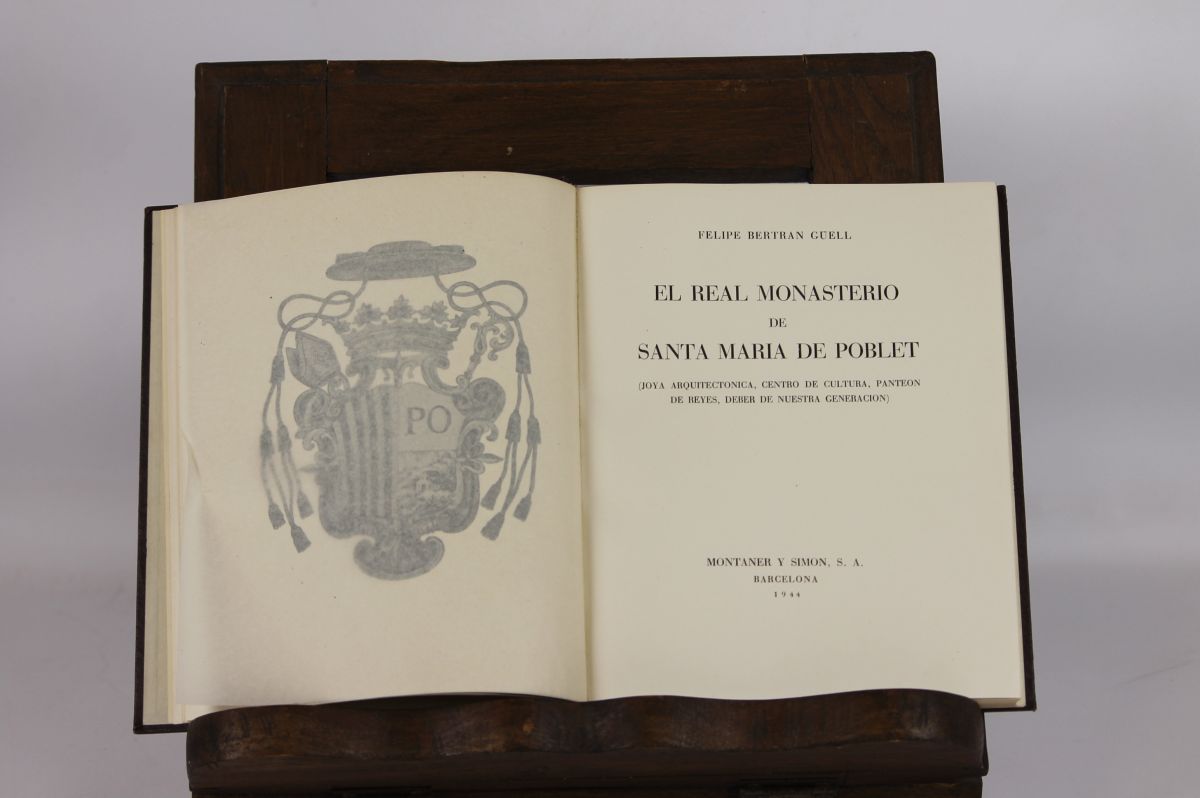 PO
FELIPE BERTRAN GÜELL
EL REAL MONASTERIO
DE
SANTA MARIA DE POBLET
(JOYA ARQUITECTONICA, CENTRO DE CULTURA, PANTEON
DE REYES, DEBER DE NUESTRA GENERACION)
MONTANER Y SIMON, S. A.
BARCELONA
1944